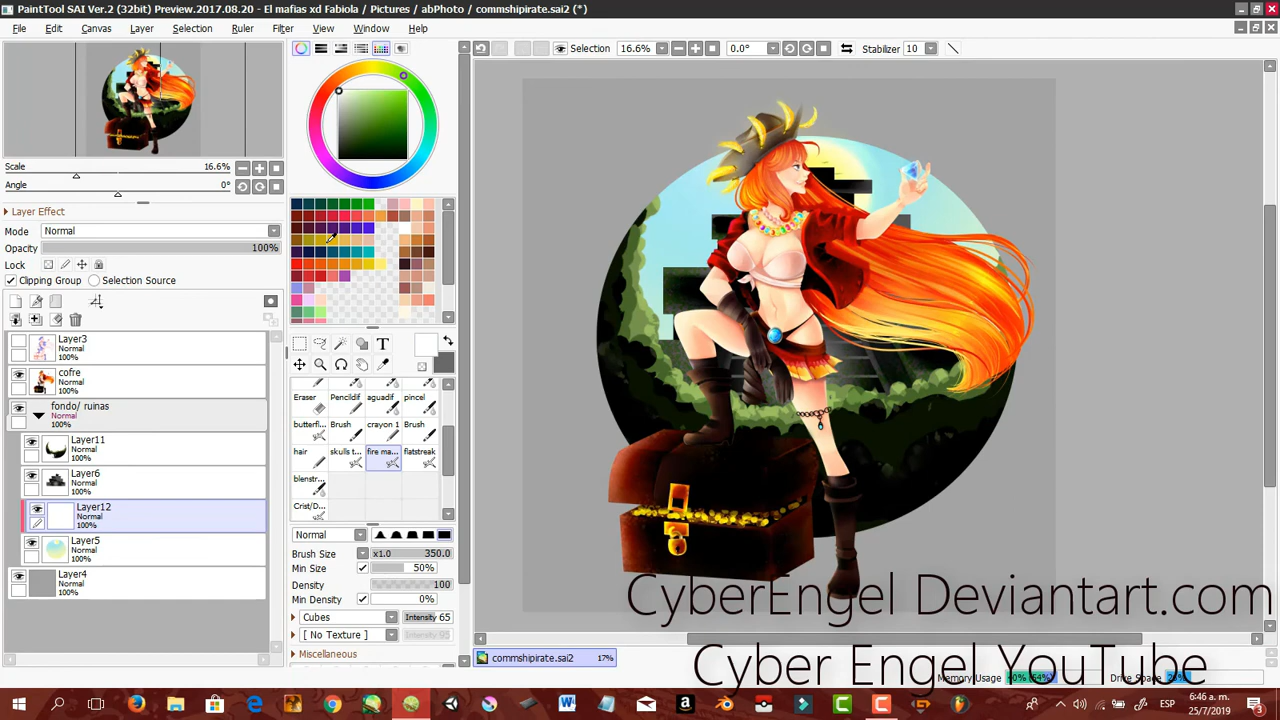 PaintTool SAI Ver.2 (32bit) Preview.2017.08.20 - El mafias xd Fabiola / Pictures / abPhoto / commshipirate.sai2 (*)
File Edit Canvas Layer Selection Ruler Filter View Window Help
Selection 16.6% 0.0° Stabilizer 10
Scale 16.6%
Angle 0°
Layer Effect
Mode Normal
Opacity 100%
Lock
Clipping Group Selection Source
Layer3
Normal
100%
cofre
Normal
100%
fondo/ ruinas
Normal
100%
Layer11
Normal
100%
Layer6
Normal
100%
Layer12
Normal
100%
Layer5
Normal
100%
Layer4
Normal
100%
T
Eraser Pencildif aguadif pincel
butterfl... Brush crayon 1 Brush
hair skulls t... fire ma... flatstreak
blenstr...
Crist/D...
Normal
Brush Size x1.0 350.0
Min Size 50%
Density 100
Min Density 0%
Cubes Intensity 65
[ No Texture ] Intensity 95
Miscellaneous
commshipirate.sai2 17%
CyberEngel Deviantart.com
Cyber Engel YouTube
Memory Usage Drive Space
ESP
6:46 a. m.
25/7/2019
3